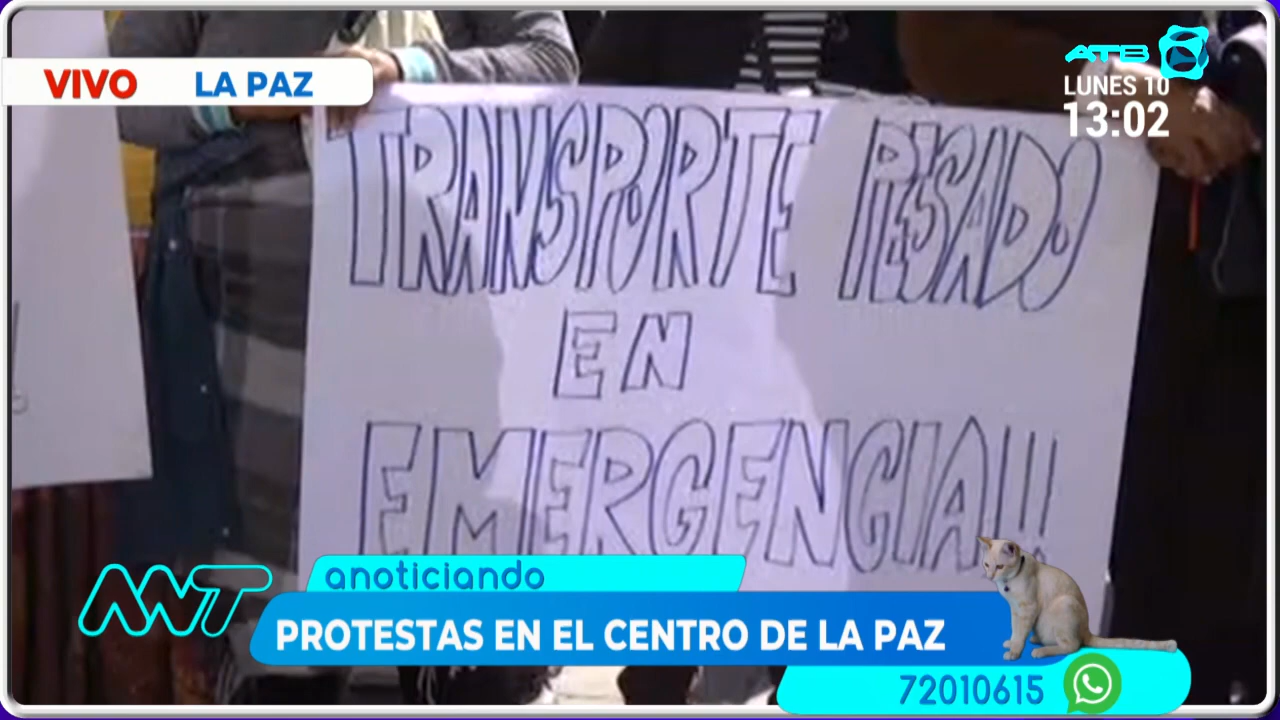 VIVO LA PAZ
ATB
LUNES 10
13:02
TRANSPORTE PESADO
EN
EMERGENCIA!!!
ANT
anoticiando
PROTESTAS EN EL CENTRO DE LA PAZ
72010615